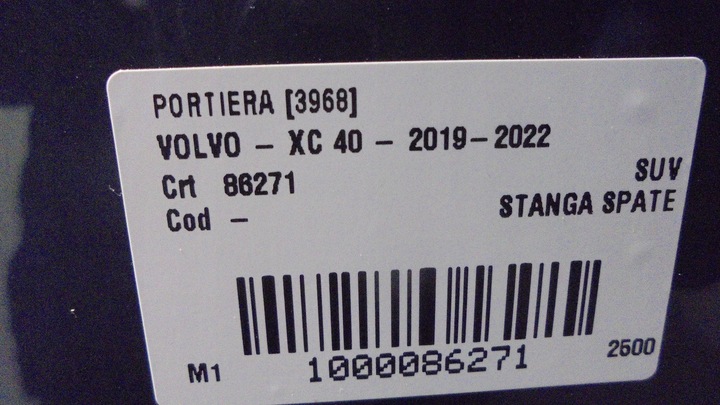 PORTIERA [3968]
VOLVO - XC 40 - 2019-2022
Crt 86271
SUV
Cod -
STANGA SPATE
M1
1000086271
2500